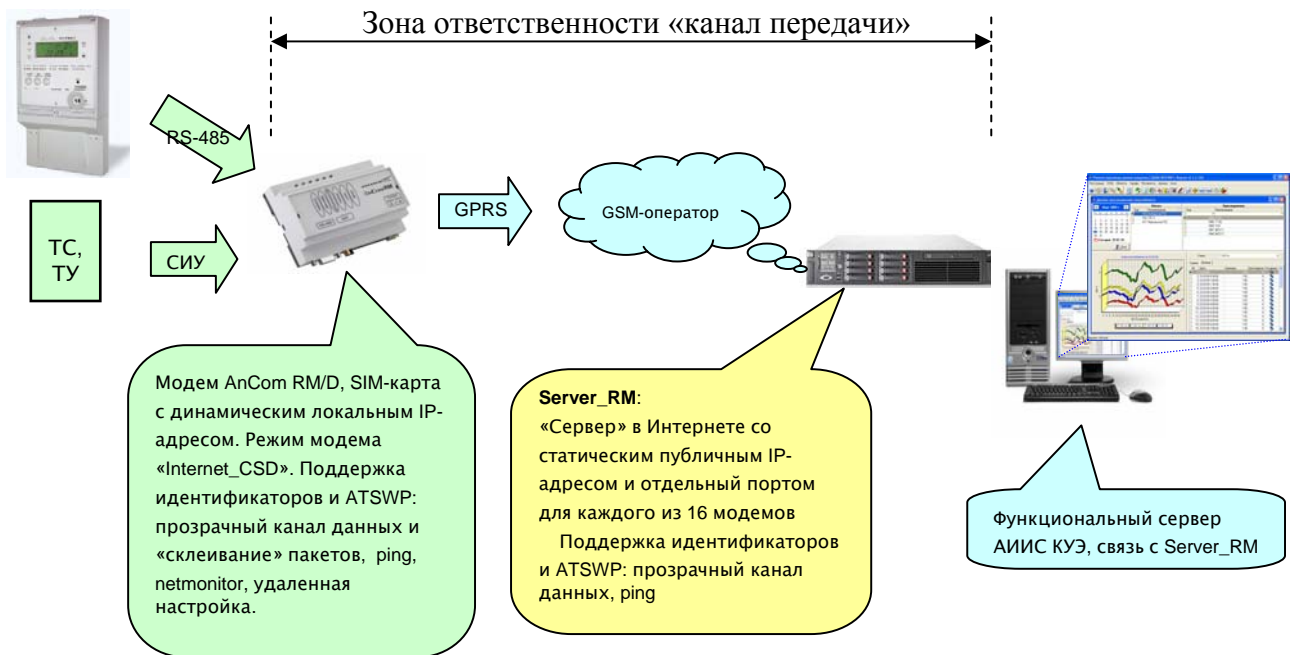 Зона ответственности «канал передачи»
RS-485
ТС,
ТУ
СИУ
GPRS
GSM-оператор
Модем AnCom RM/D, SIM-карта
с динамическим локальным IP-
адресом. Режим модема
«Internet_CSD». Поддержка
идентификаторов и ATSWP:
прозрачный канал данных и
«склеивание» пакетов, ping,
netmonitor, удаленная
настройка.
Server_RM:
«Сервер» в Интернете со
статическим публичным IP-
адресом и отдельный портом
для каждого из 16 модемов
Поддержка идентификаторов
и ATSWP: прозрачный канал
данных, ping
Функциональный сервер
АИИС КУЭ, связь с Server_RM